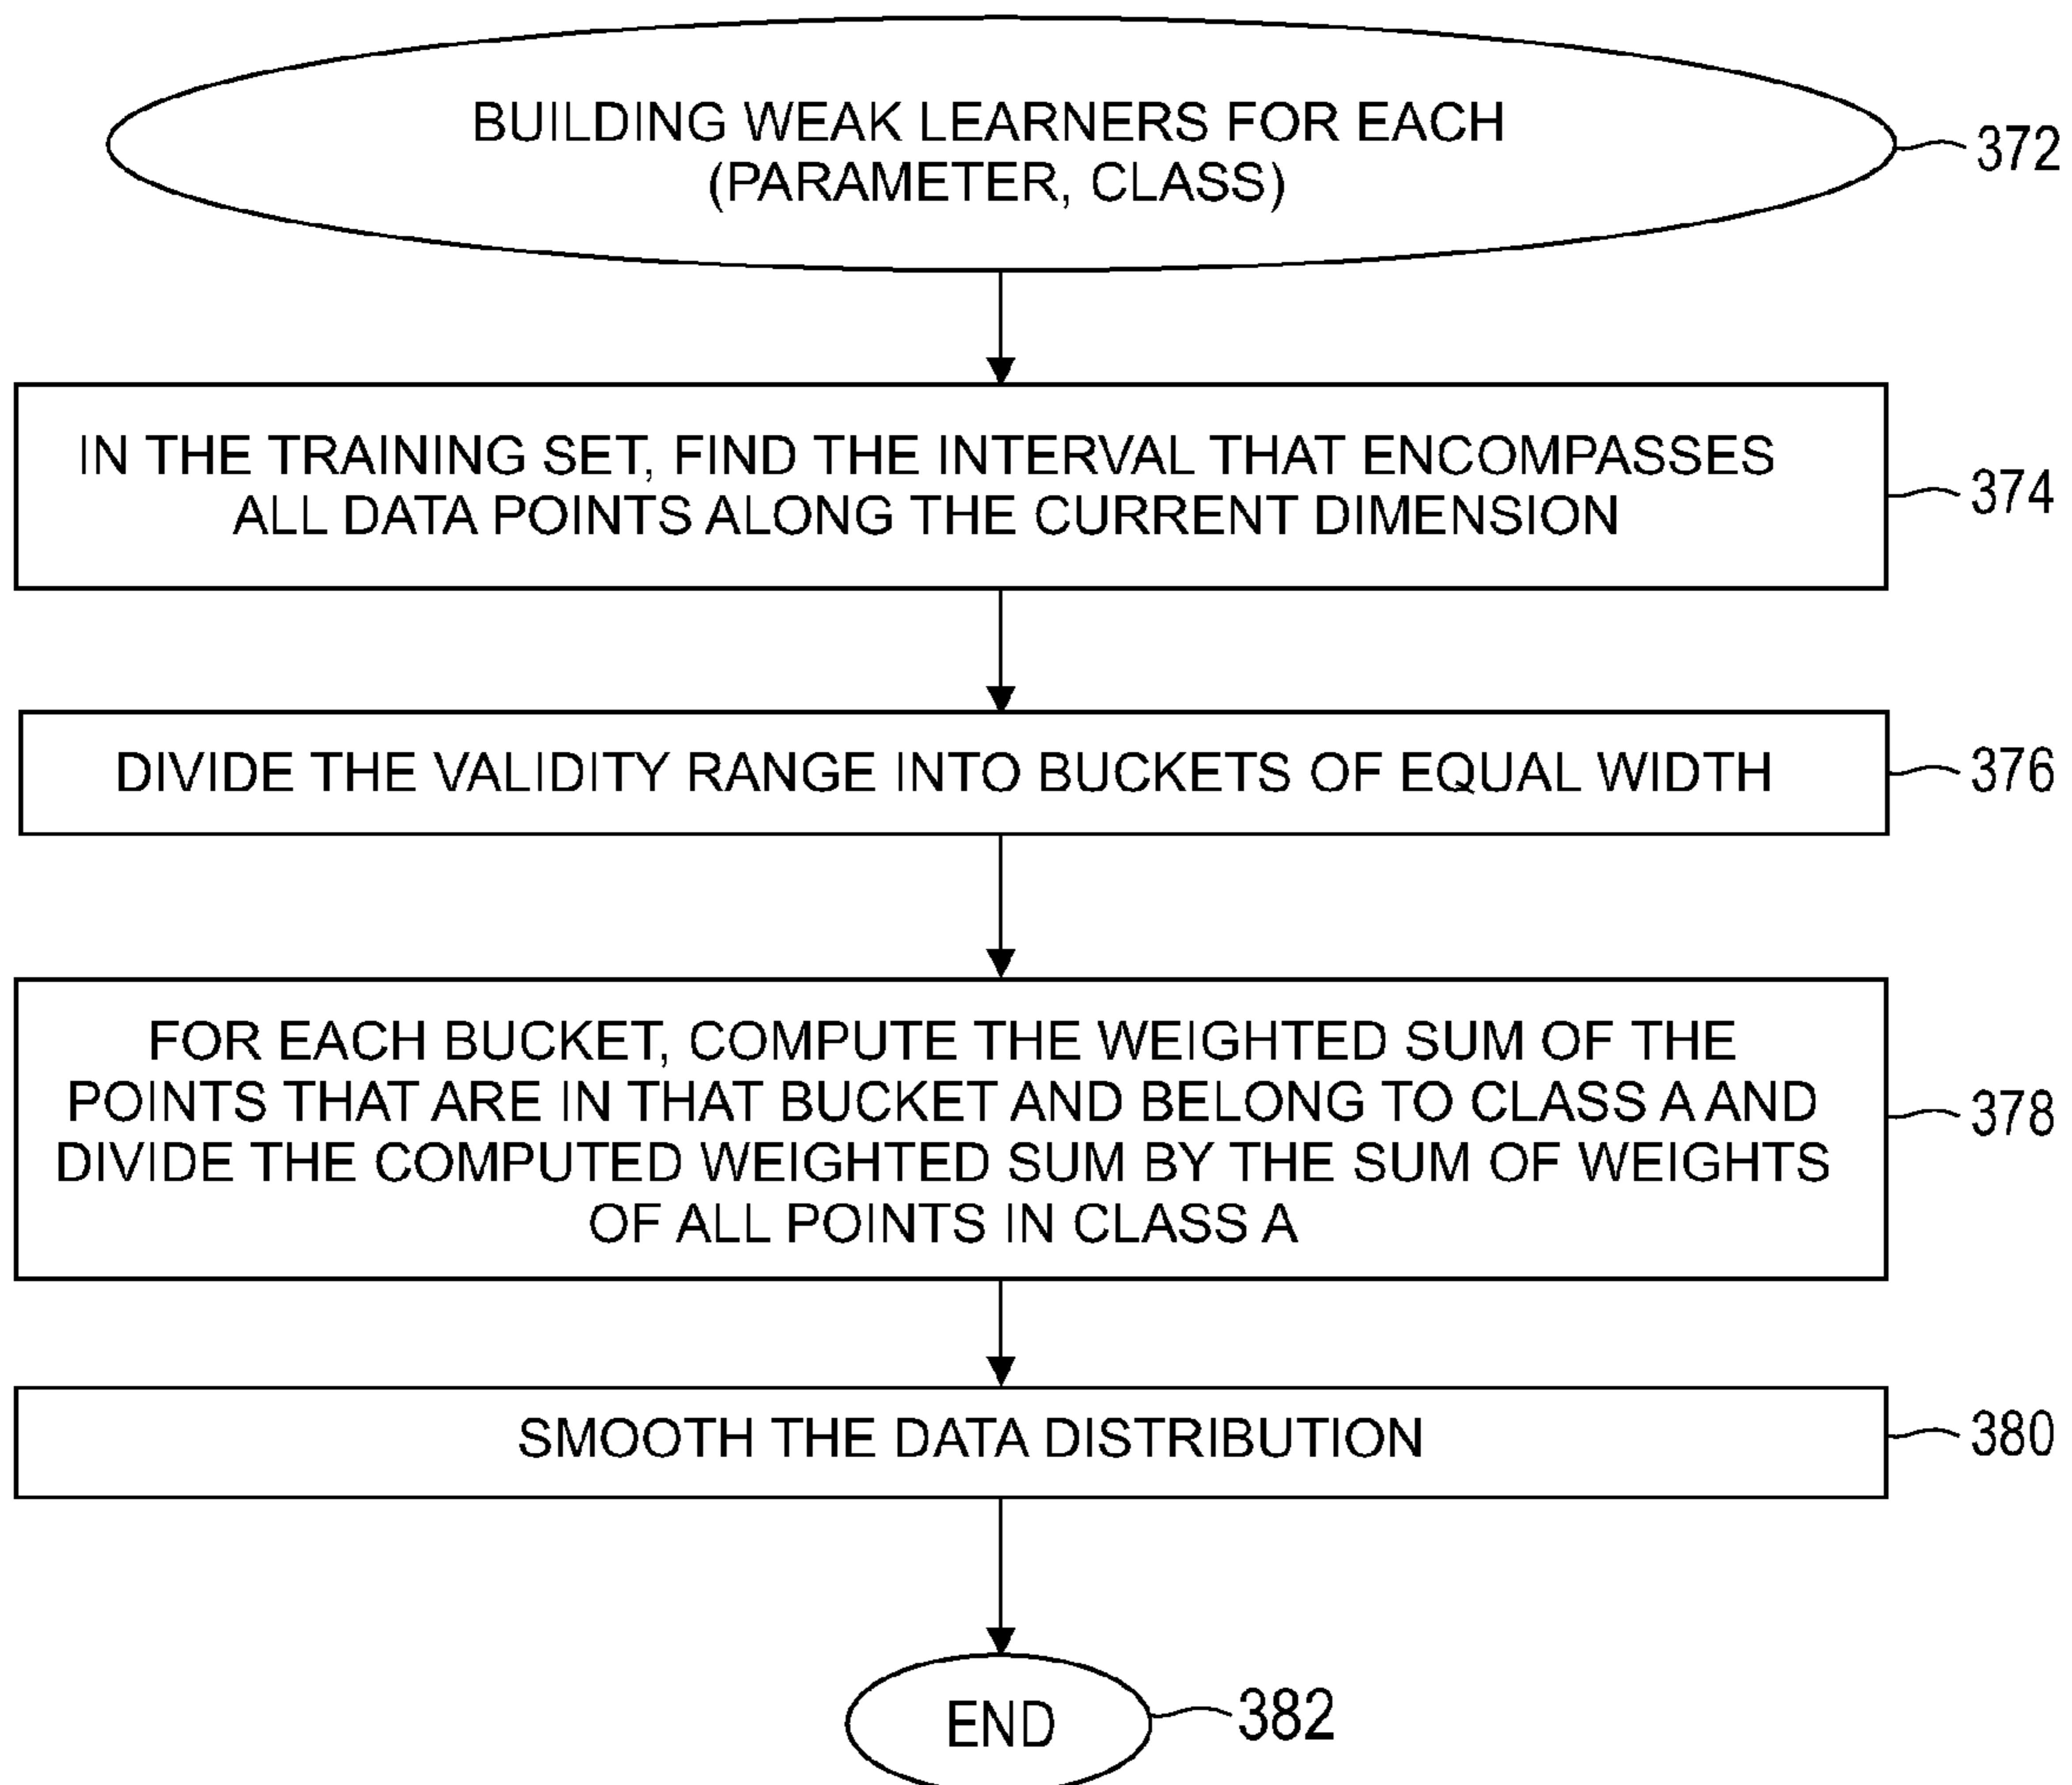 BUILDING WEAK LEARNERS FOR EACH
(PARAMETER, CLASS)
372
IN THE TRAINING SET, FIND THE INTERVAL THAT ENCOMPASSES
ALL DATA POINTS ALONG THE CURRENT DIMENSION
374
DIVIDE THE VALIDITY RANGE INTO BUCKETS OF EQUAL WIDTH
376
FOR EACH BUCKET, COMPUTE THE WEIGHTED SUM OF THE
POINTS THAT ARE IN THAT BUCKET AND BELONG TO CLASS A AND
DIVIDE THE COMPUTED WEIGHTED SUM BY THE SUM OF WEIGHTS
OF ALL POINTS IN CLASS A
378
SMOOTH THE DATA DISTRIBUTION
380
END
382